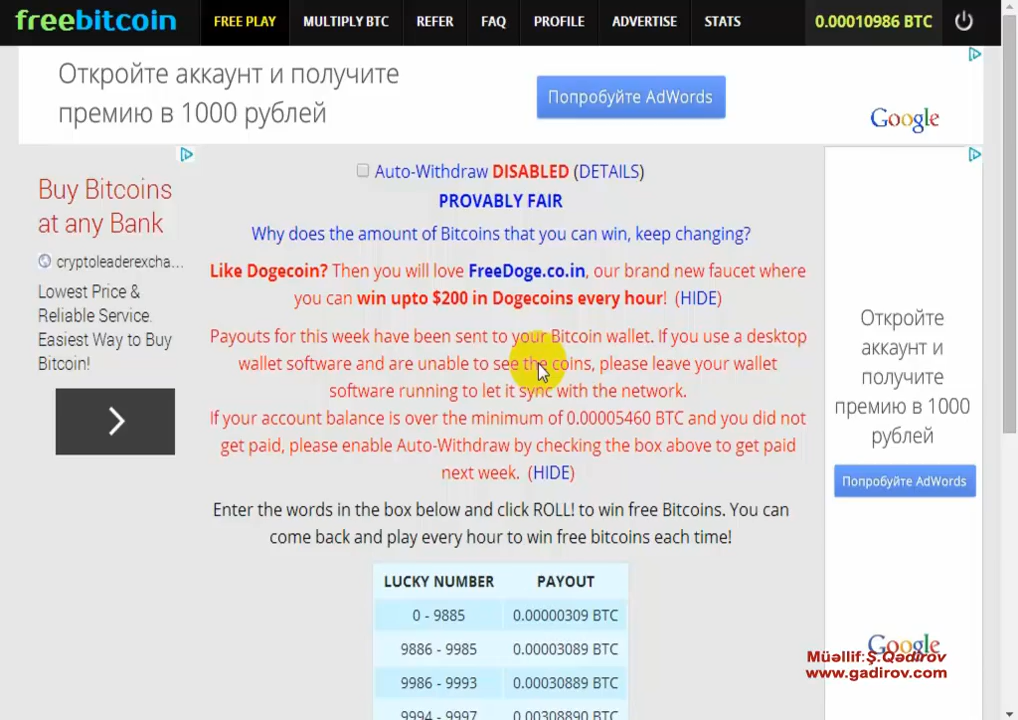 freebitcoin FREE PLAY MULTIPLY BTC REFER FAQ PROFILE ADVERTISE STATS 0.00010986 BTC
Откройте аккаунт и получите
премию в 1000 рублей
Попробуйте AdWords
Google
Buy Bitcoins
at any Bank
cryptoleaderexcha...
Lowest Price &
Reliable Service.
Easiest Way to Buy
Bitcoin!
Auto-Withdraw DISABLED (DETAILS)
PROVABLY FAIR
Why does the amount of Bitcoins that you can win, keep changing?
Like Dogecoin? Then you will love FreeDoge.co.in, our brand new faucet where
you can win upto $200 in Dogecoins every hour! (HIDE)
Payouts for this week have been sent to your Bitcoin wallet. If you use a desktop
wallet software and are unable to see the coins, please leave your wallet
software running to let it sync with the network.
If your account balance is over the minimum of 0.00005460 BTC and you did not
get paid, please enable Auto-Withdraw by checking the box above to get paid
next week. (HIDE)
Enter the words in the box below and click ROLL! to win free Bitcoins. You can
come back and play every hour to win free bitcoins each time!
LUCKY NUMBER PAYOUT
0 - 9885 0.00000309 BTC
9886 - 9985 0.00003089 BTC
9986 - 9993 0.00030889 BTC
9994 - 9997 0.00308890 BTC
Откройте
аккаунт и
получите
премию в 1000
рублей
Попробуйте AdWords
Google
Müəllif:Ş.Qədirov
www.gadirov.com